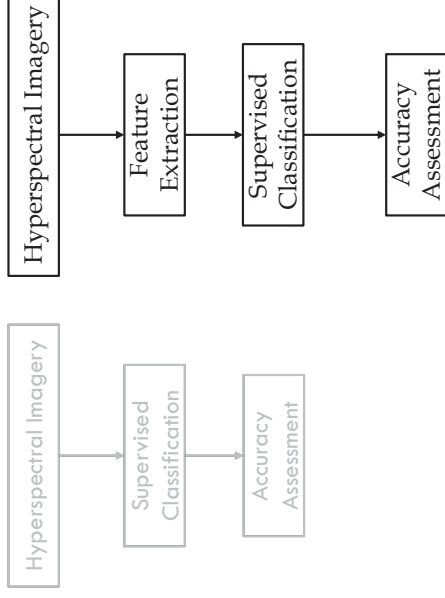 Hyperspectral Imagery
Supervised
Classification
Accuracy
Assessment
Hyperspectral Imagery
Feature
Extraction
Supervised
Classification
Accuracy
Assessment